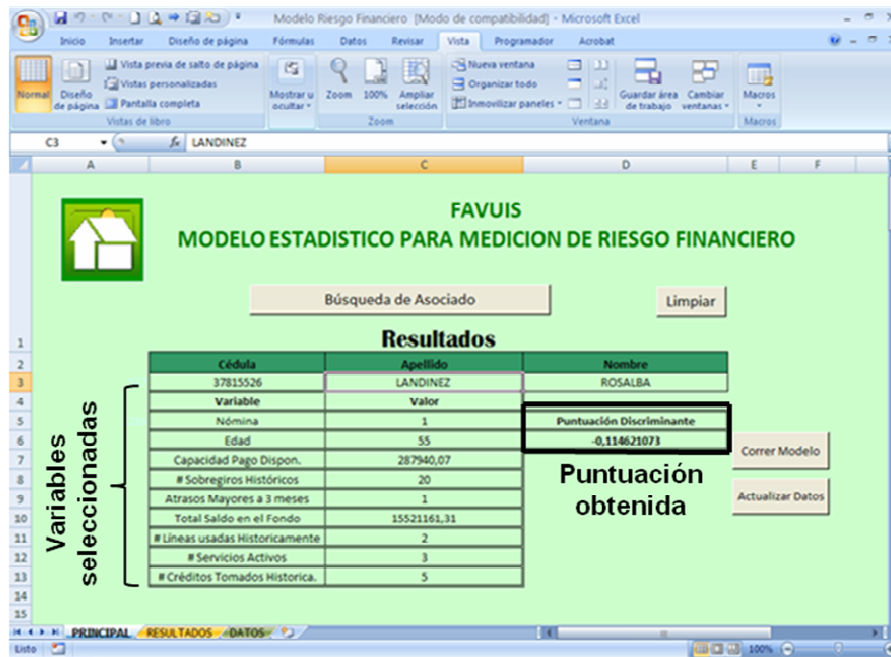 Modelo Riesgo Financiero [Modo de compatibilidad] - Microsoft Excel
Inicio Insertar Diseño de página Fórmulas Datos Revisar Vista Programador Acrobat
Normal
Diseño de página
Vista previa de salto de página
Vistas personalizadas
Pantalla completa
Vistas de libro
Mostrar u ocultar
Zoom
100%
Ampliar selección
Zoom
Nueva ventana
Organizar todo
Inmovilizar paneles
Guardar área de trabajo
Cambiar ventanas
Ventana
Macros
Macros
C3 fx LANDINEZ
A B C D E F
FAVUIS
MODELO ESTADISTICO PARA MEDICION DE RIESGO FINANCIERO
Búsqueda de Asociado
Limpiar
1 Resultados
2 Cédula Apellido Nombre
3 37815526 LANDINEZ ROSALBA
4 Variable Valor
5 Nómina 1 Puntuación Discriminante
6 Edad 55 -0,114621073
7 Capacidad Pago Dispon. 287940,07
8 # Sobregiros Históricos 20
9 Atrasos Mayores a 3 meses 1
10 Total Saldo en el Fondo 15521161,31
11 # Líneas usadas Historicamente 2
12 # Servicios Activos 3
13 # Créditos Tomados Historica. 5
14
15
Variables seleccionadas
Puntuación obtenida
Correr Modelo
Actualizar Datos
PRINCIPAL RESULTADOS DATOS
Listo 100%